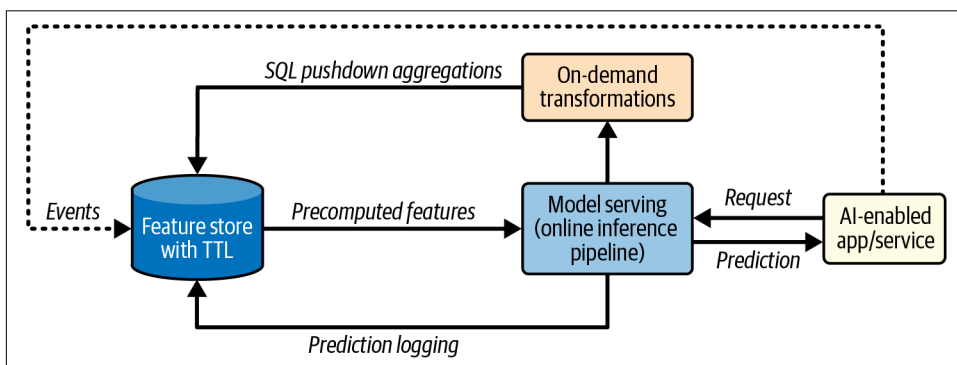 SQL pushdown aggregations
On-demand
transformations
Events
Feature store
with TTL
Precomputed features
Model serving
(online inference
pipeline)
Request
Prediction
AI-enabled
app/service
Prediction logging